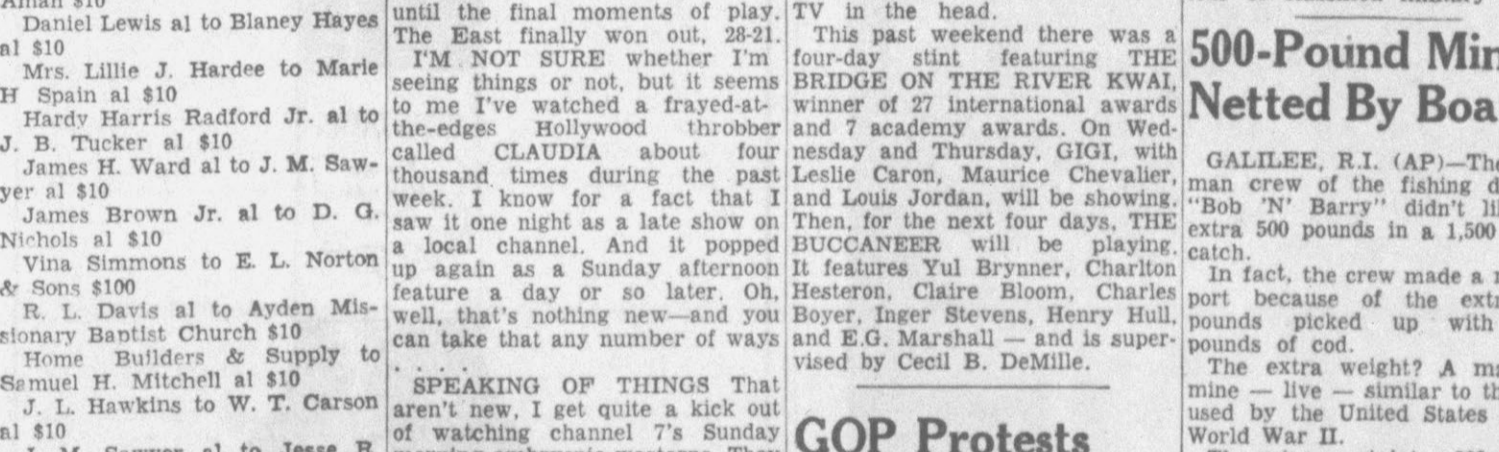 Daniel Lewis al to Blaney Hayes
al $10
Mrs. Lillie J. Hardee to Marie
H Spain al $10
Hardy Harris Radford Jr. al to
J. B. Tucker al $10
James H. Ward al to J. M. Saw-
yer al $10
James Brown Jr. al to D. G.
Nichols al $10
Vina Simmons to E. L. Norton
& Sons $100
R. L. Davis al to Ayden Mis-
sionary Baptist Church $10
Home Builders & Supply to
Samuel H. Mitchell al $10
J. L. Hawkins to W. T. Carson
al $10
until the final moments of play.
The East finally won out, 28-21.
I'M NOT SURE whether I'm
seeing things or not, but it seems
to me I've watched a frayed-at-
the-edges Hollywood throbber
called CLAUDIA about four
thousand times during the past
week. I know for a fact that I
saw it one night as a late show on
a local channel. And it popped
up again as a Sunday afternoon
feature a day or so later. Oh,
well, that's nothing new—and you
can take that any number of ways
. . . .
SPEAKING OF THINGS That
aren't new, I get quite a kick out
of watching channel 7's Sunday
TV in the head.
This past weekend there was a
four-day stint featuring THE
BRIDGE ON THE RIVER KWAI,
winner of 27 international awards
and 7 academy awards. On Wed-
nesday and Thursday, GIGI, with
Leslie Caron, Maurice Chevalier,
and Louis Jordan, will be showing.
Then, for the next four days, THE
BUCCANEER will be playing.
It features Yul Brynner, Charlton
Hesteron, Claire Bloom, Charles
Boyer, Inger Stevens, Henry Hull,
and E.G. Marshall — and is super-
vised by Cecil B. DeMille.
GOP Protests
500-Pound Min
Netted By Boa
GALILEE, R.I. (AP)—The
man crew of the fishing d
"Bob 'N' Barry" didn't li
extra 500 pounds in a 1,500
catch.
In fact, the crew made a
port because of the extr
pounds picked up with
pounds of cod.
The extra weight? A m
mine — live — similar to th
used by the United States
World War II.